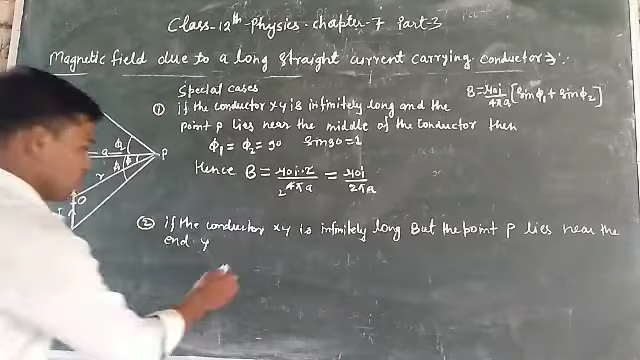 Class-12th-Physics-chapter-7 Part-3
Magnetic field due to a long straight current carrying conductor⇒:
Special cases
B=μ0i/4πa[sinΦ1+sinΦ2]
① if the conductor xy is infinitely long and the
point p lies near the middle of the conductor then
Φ1=Φ2=90 sin90=1
Hence B=μ0i·2/4πa=μ0i/2πa
② if the conductor xy is infinitely long But the point P lies near the
end y
a
P
r
O